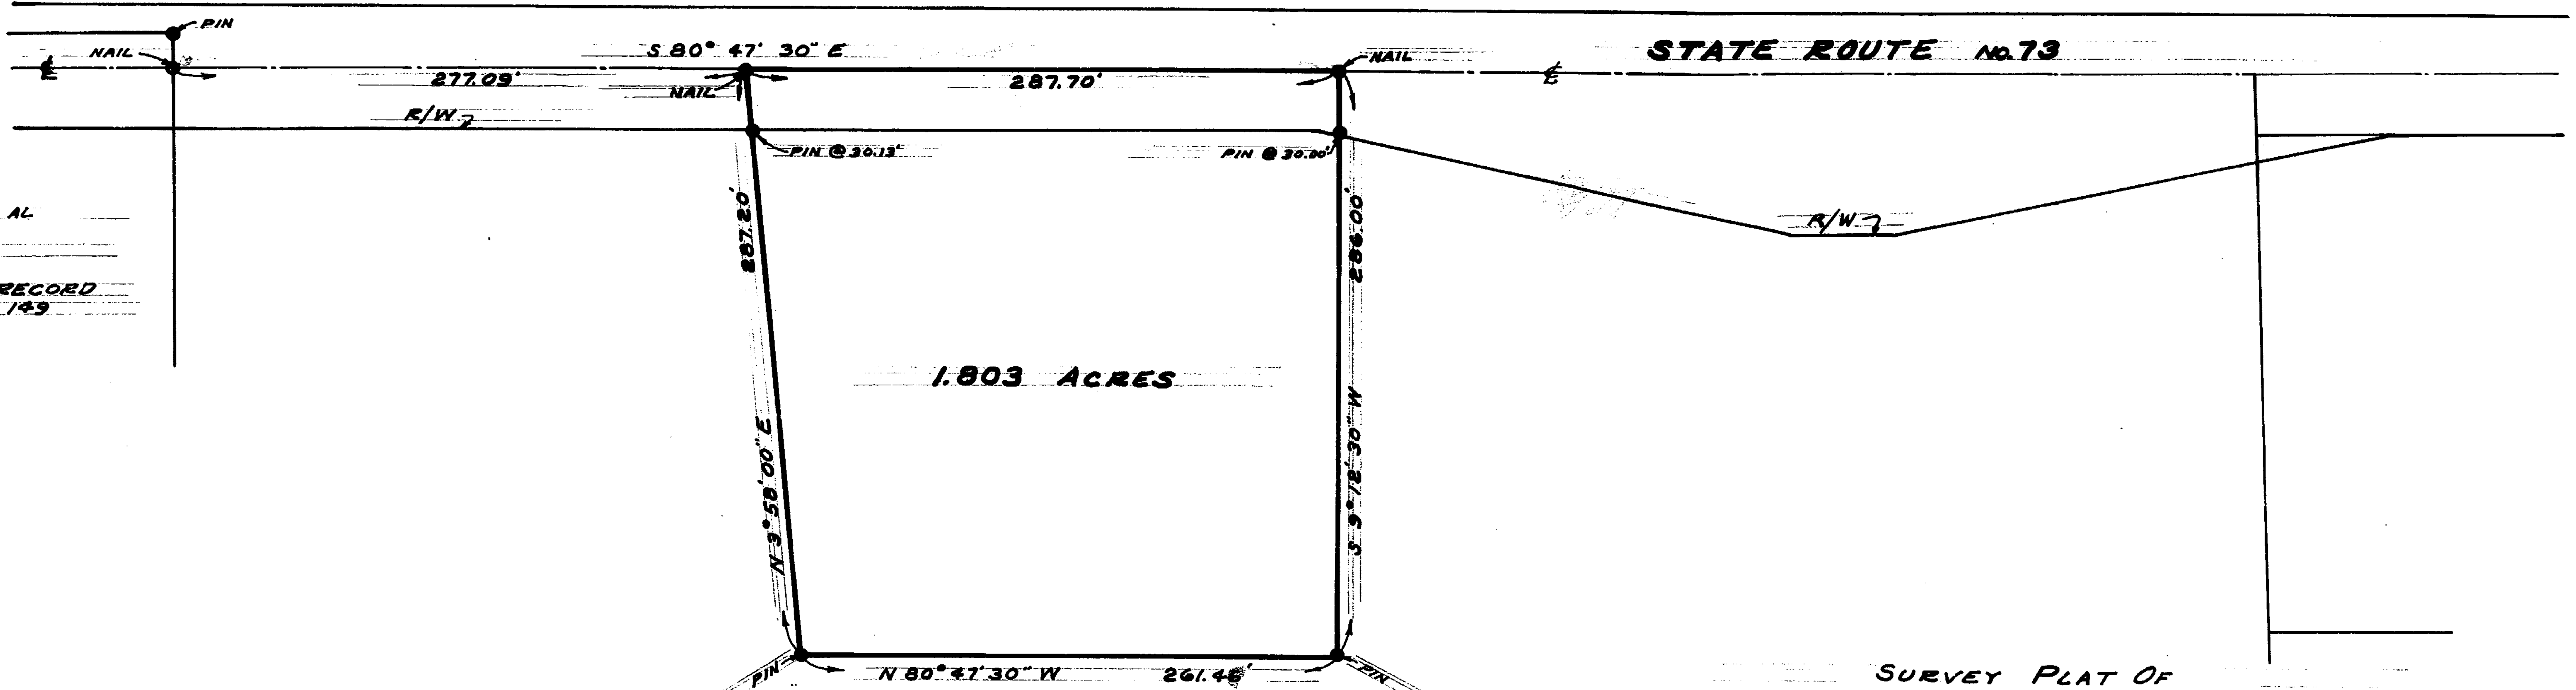 PIN
NAIL
S 80° 47' 30" E
STATE ROUTE No. 73
NAIL
℄
277.09'
NAIL
287.70'
℄
R/W
PIN @ 30.13'
PIN @ 30.00'
AL
R/W
287.20'
286.00'
RECORD
149
1.803 ACRES
N 3° 58' 00" E
S 9° 12' 30" W
PIN
N 80° 47' 30" W
261.46'
PIN
SURVEY PLAT OF